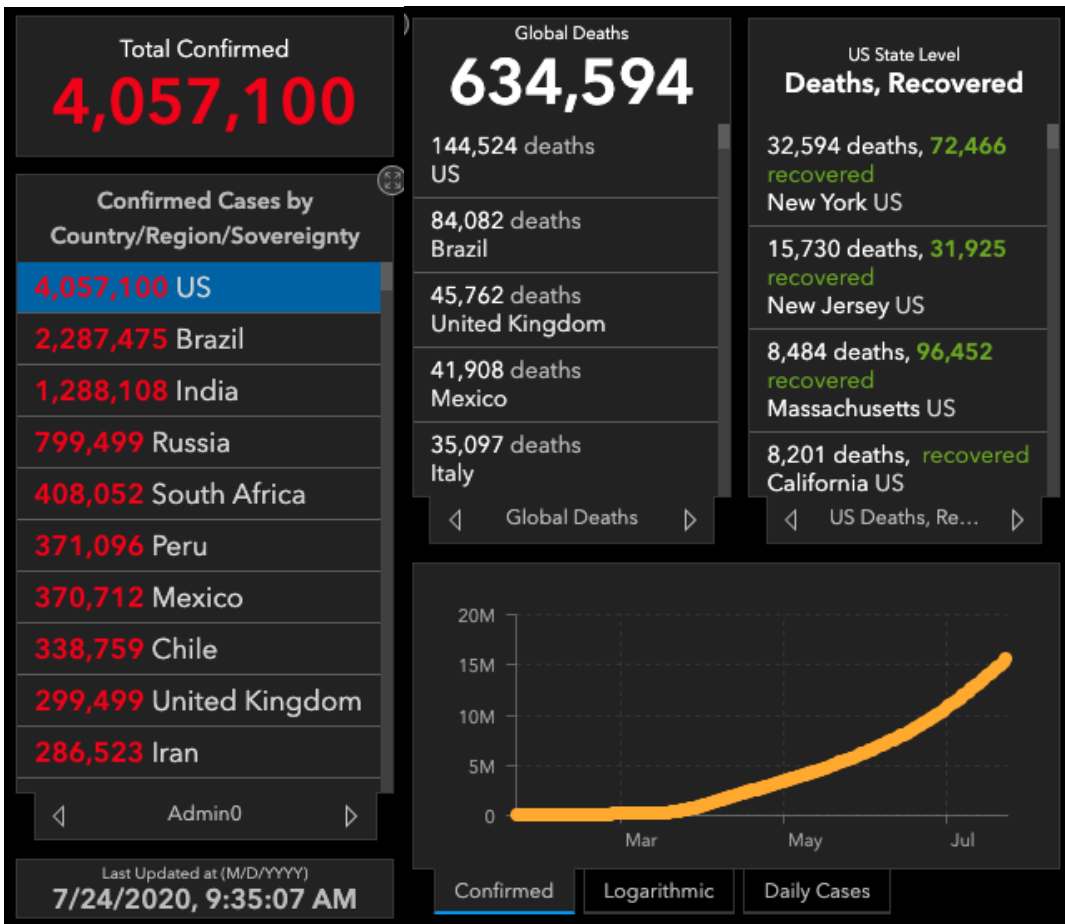 Total Confirmed
4,057,100
Confirmed Cases by
Country/Region/Sovereignty
4,057,100 US
2,287,475 Brazil
1,288,108 India
799,499 Russia
408,052 South Africa
371,096 Peru
370,712 Mexico
338,759 Chile
299,499 United Kingdom
286,523 Iran
Admin0
Last Updated at (M/D/YYYY)
7/24/2020, 9:35:07 AM
Global Deaths
634,594
144,524 deaths
US
84,082 deaths
Brazil
45,762 deaths
United Kingdom
41,908 deaths
Mexico
35,097 deaths
Italy
Global Deaths
US State Level
Deaths, Recovered
32,594 deaths, 72,466
recovered
New York US
15,730 deaths, 31,925
recovered
New Jersey US
8,484 deaths, 96,452
recovered
Massachusetts US
8,201 deaths, recovered
California US
US Deaths, Re...
20M
15M
10M
5M
0
Mar May Jul
Confirmed Logarithmic Daily Cases